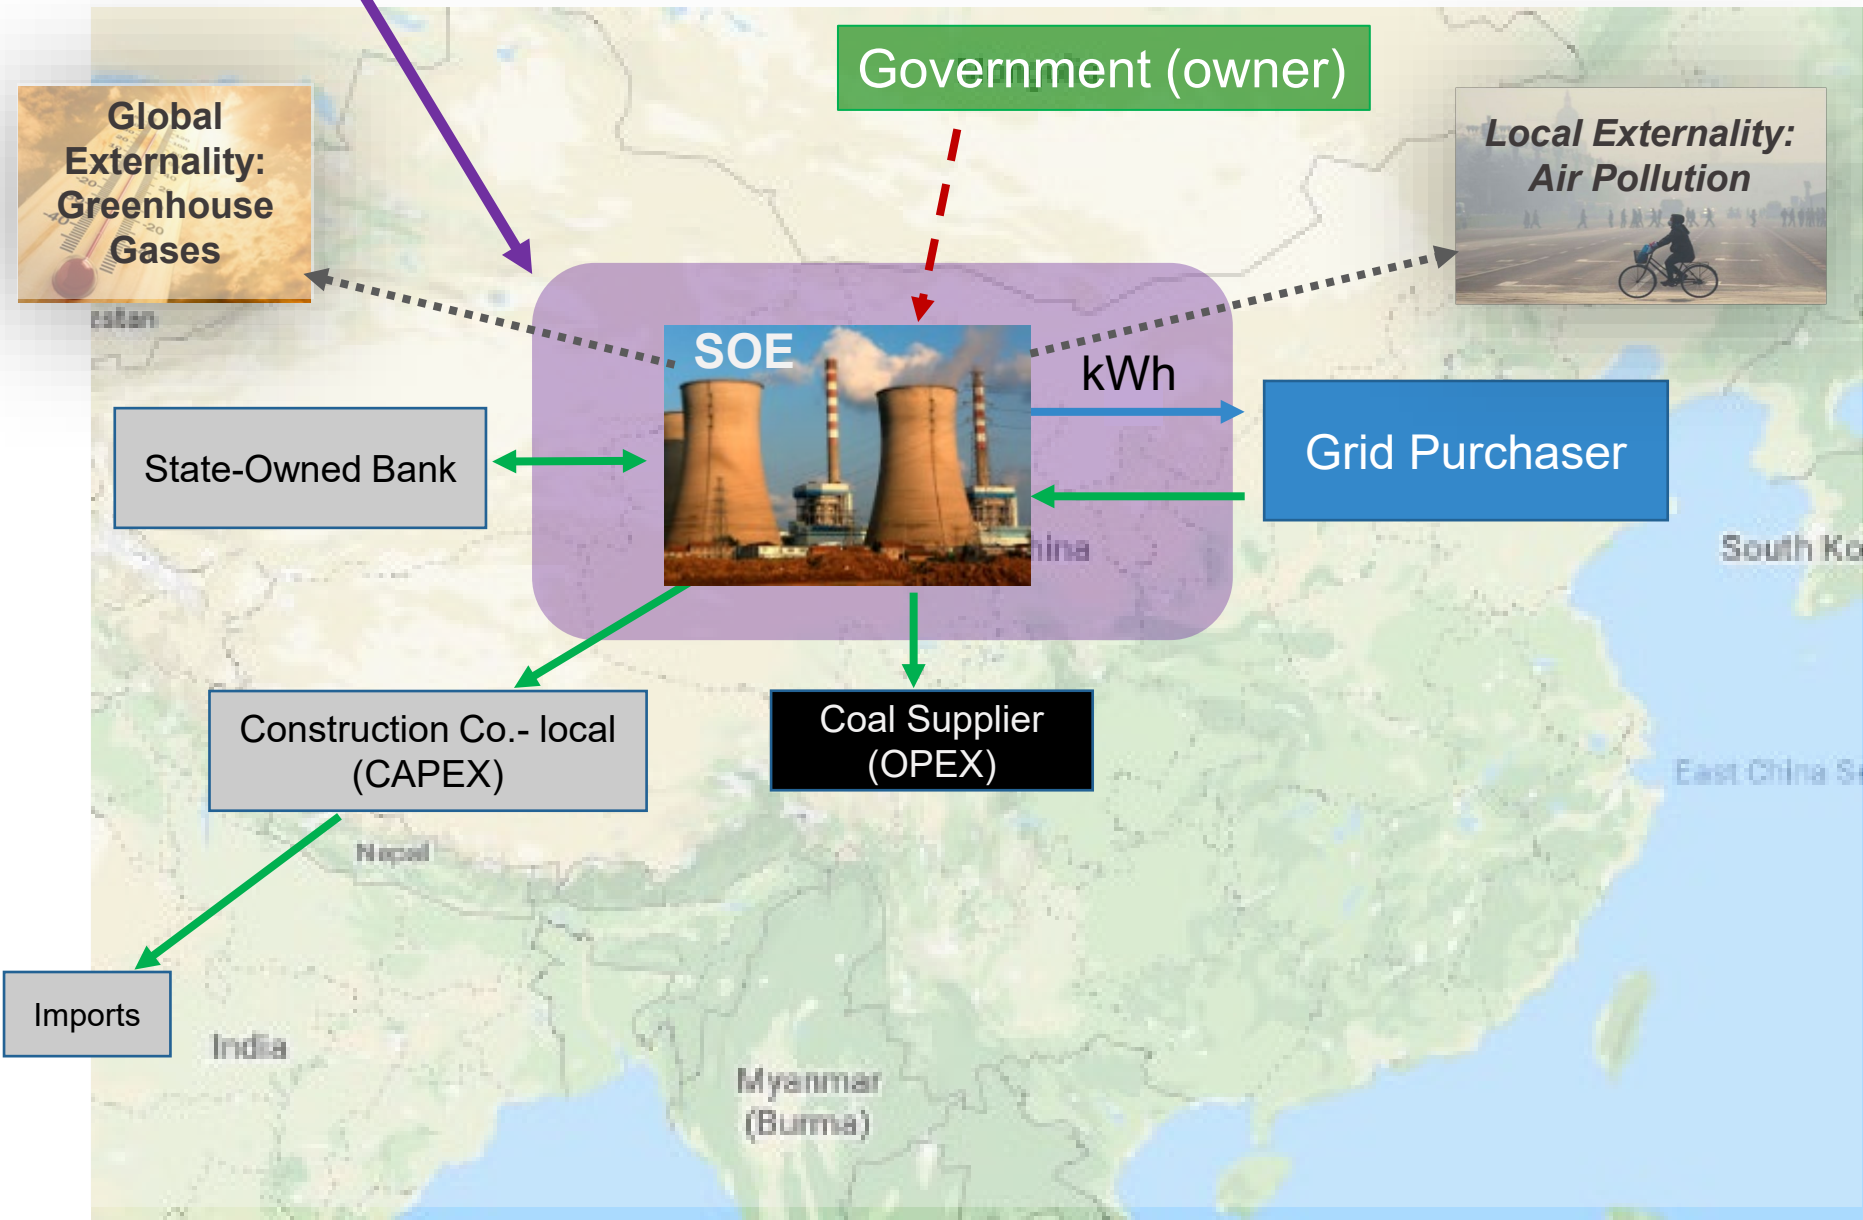 Government (owner)
Global
Externality:
Greenhouse
Gases
Local Externality:
Air Pollution
SOE
kWh
State-Owned Bank
Grid Purchaser
South Ko
Construction Co.- local
(CAPEX)
Coal Supplier
(OPEX)
East China Se
Nepal
Imports
India
Myanmar
(Burma)